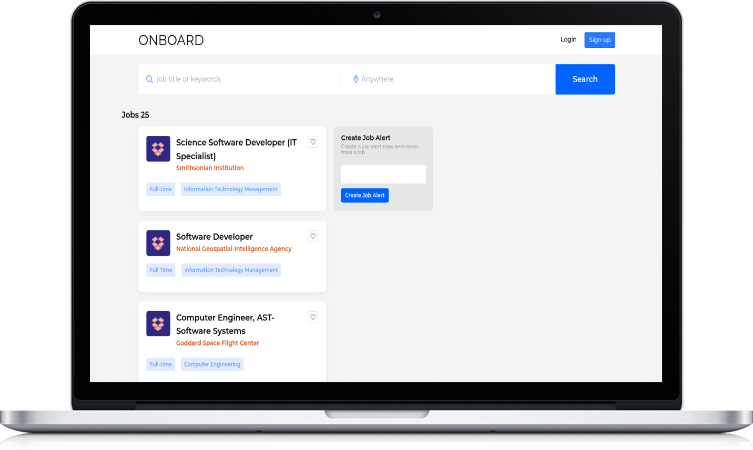 ONBOARD
Login
Sign up
job title or keywords
Anywhere
Search
Jobs 25
Science Software Developer (IT
Specialist)
Smithsonian Institution
Full-time
Information Technology Management
Create Job Alert
Create a job alert now and never
miss a job
Create Job Alert
Software Developer
National Geospatial-Intelligence Agency
Full Time
Information Technology Management
Computer Engineer, AST-
Software Systems
Goddard Space Flight Center
Full-time
Computer Engineering